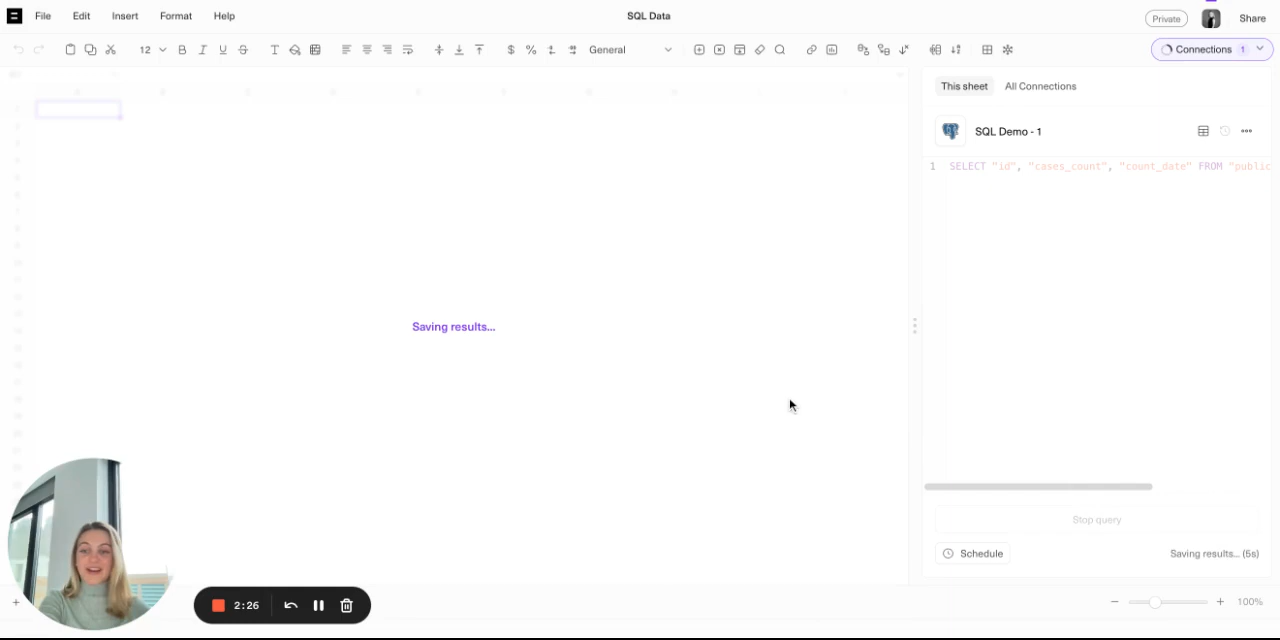 File Edit Insert Format Help
SQL Data
Private
Share
12
B I U S
T
$ %
General
Connections 1
This sheet All Connections
SQL Demo - 1
1 SELECT "id", "cases_count", "count_date" FROM "public
Saving results...
Stop query
Schedule
Saving results... (5s)
2:26
100%